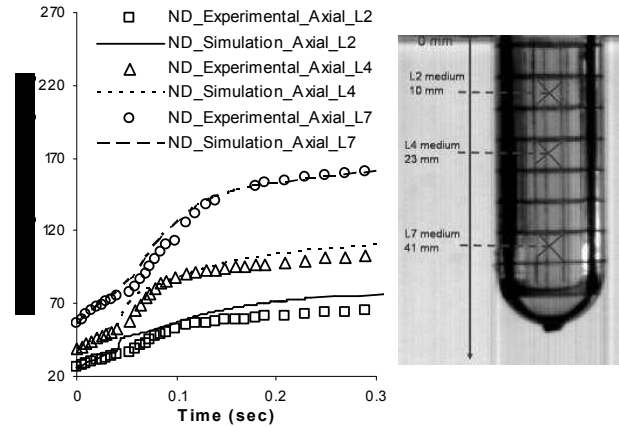 270
220
170
120
70
20
ND_Experimental_Axial_L2
ND_Simulation_Axial_L2
ND_Experimental_Axial_L4
ND_Simulation_Axial_L4
ND_Experimental_Axial_L7
ND_Simulation_Axial_L7
0
0.1
0.2
0.3
Time (sec)
0 mm
L2 medium
10 mm
L4 medium
23 mm
L7 medium
41 mm